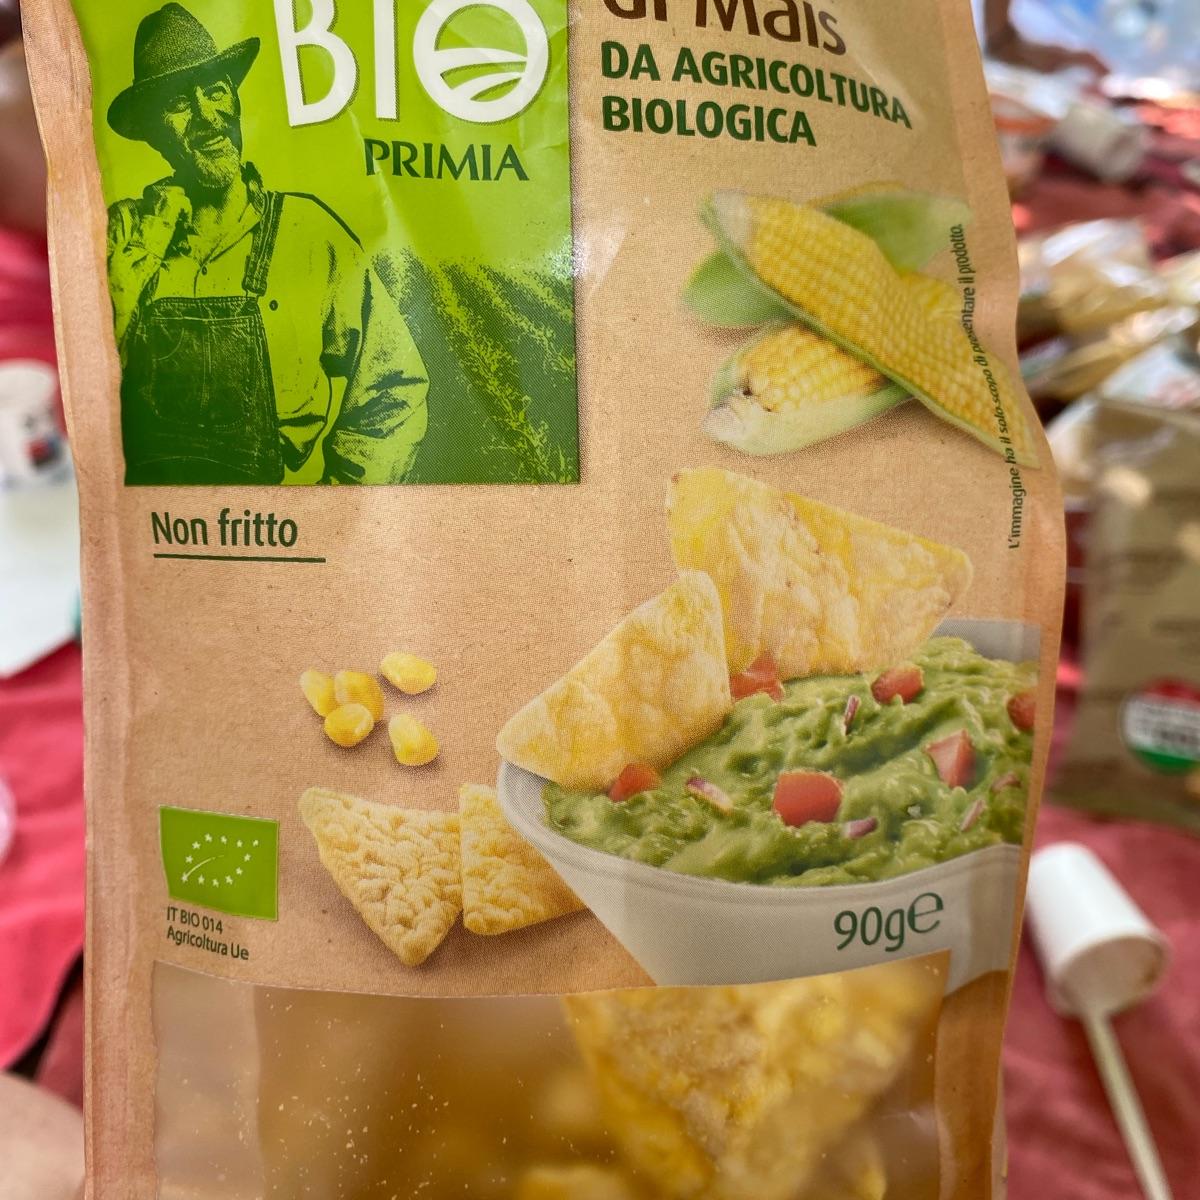 BIO
PRIMIA
di Mais
DA AGRICOLTURA
BIOLOGICA
L'immagine ha il solo scopo di presentare il prodotto.
Non fritto
IT BIO 014
Agricoltura Ue
90g℮